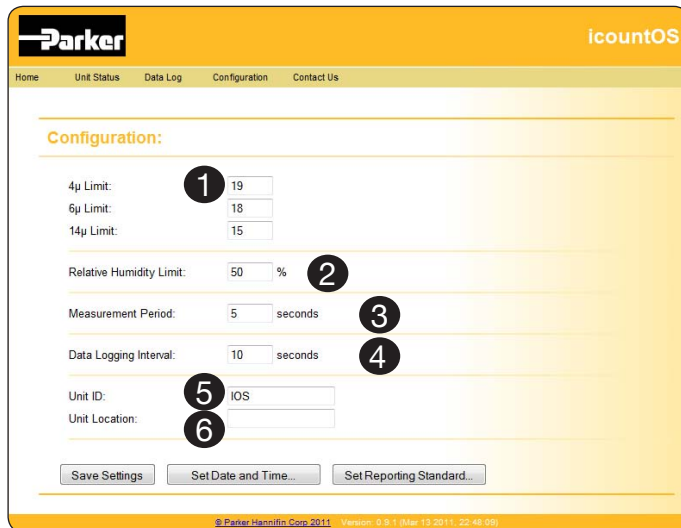 Parker
icountOS
Home Unit Status Data Log Configuration Contact Us
Configuration:
4µ Limit: 1 19
6µ Limit: 18
14µ Limit: 15
Relative Humidity Limit: 50 % 2
Measurement Period: 5 seconds 3
Data Logging Interval: 10 seconds 4
Unit ID: 5 IOS
Unit Location: 6
Save Settings Set Date and Time... Set Reporting Standard...
© Parker Hannifin Corp 2011 Version: 0.9.1 (Mar 13 2011, 22:48:09)